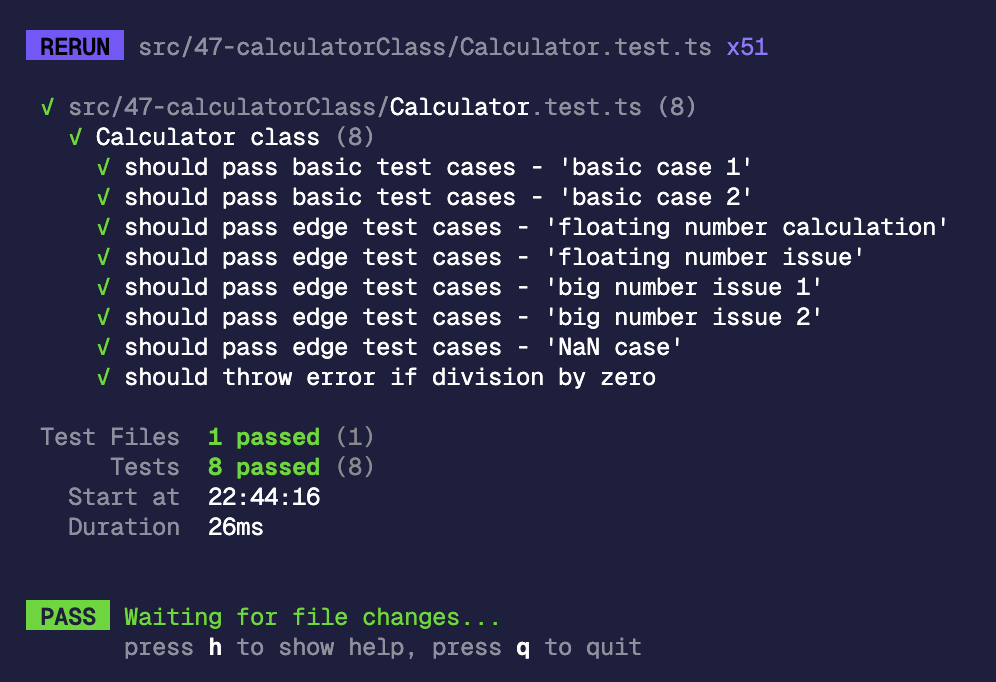 RERUN src/47-calculatorClass/Calculator.test.ts x51
√ src/47-calculatorClass/Calculator.test.ts (8)
√ Calculator class (8)
√ should pass basic test cases - 'basic case 1'
√ should pass basic test cases - 'basic case 2'
√ should pass edge test cases - 'floating number calculation'
√ should pass edge test cases - 'floating number issue'
√ should pass edge test cases - 'big number issue 1'
√ should pass edge test cases - 'big number issue 2'
√ should pass edge test cases - 'NaN case'
√ should throw error if division by zero
Test Files 1 passed (1)
Tests 8 passed (8)
Start at 22:44:16
Duration 26ms
PASS Waiting for file changes...
press h to show help, press q to quit